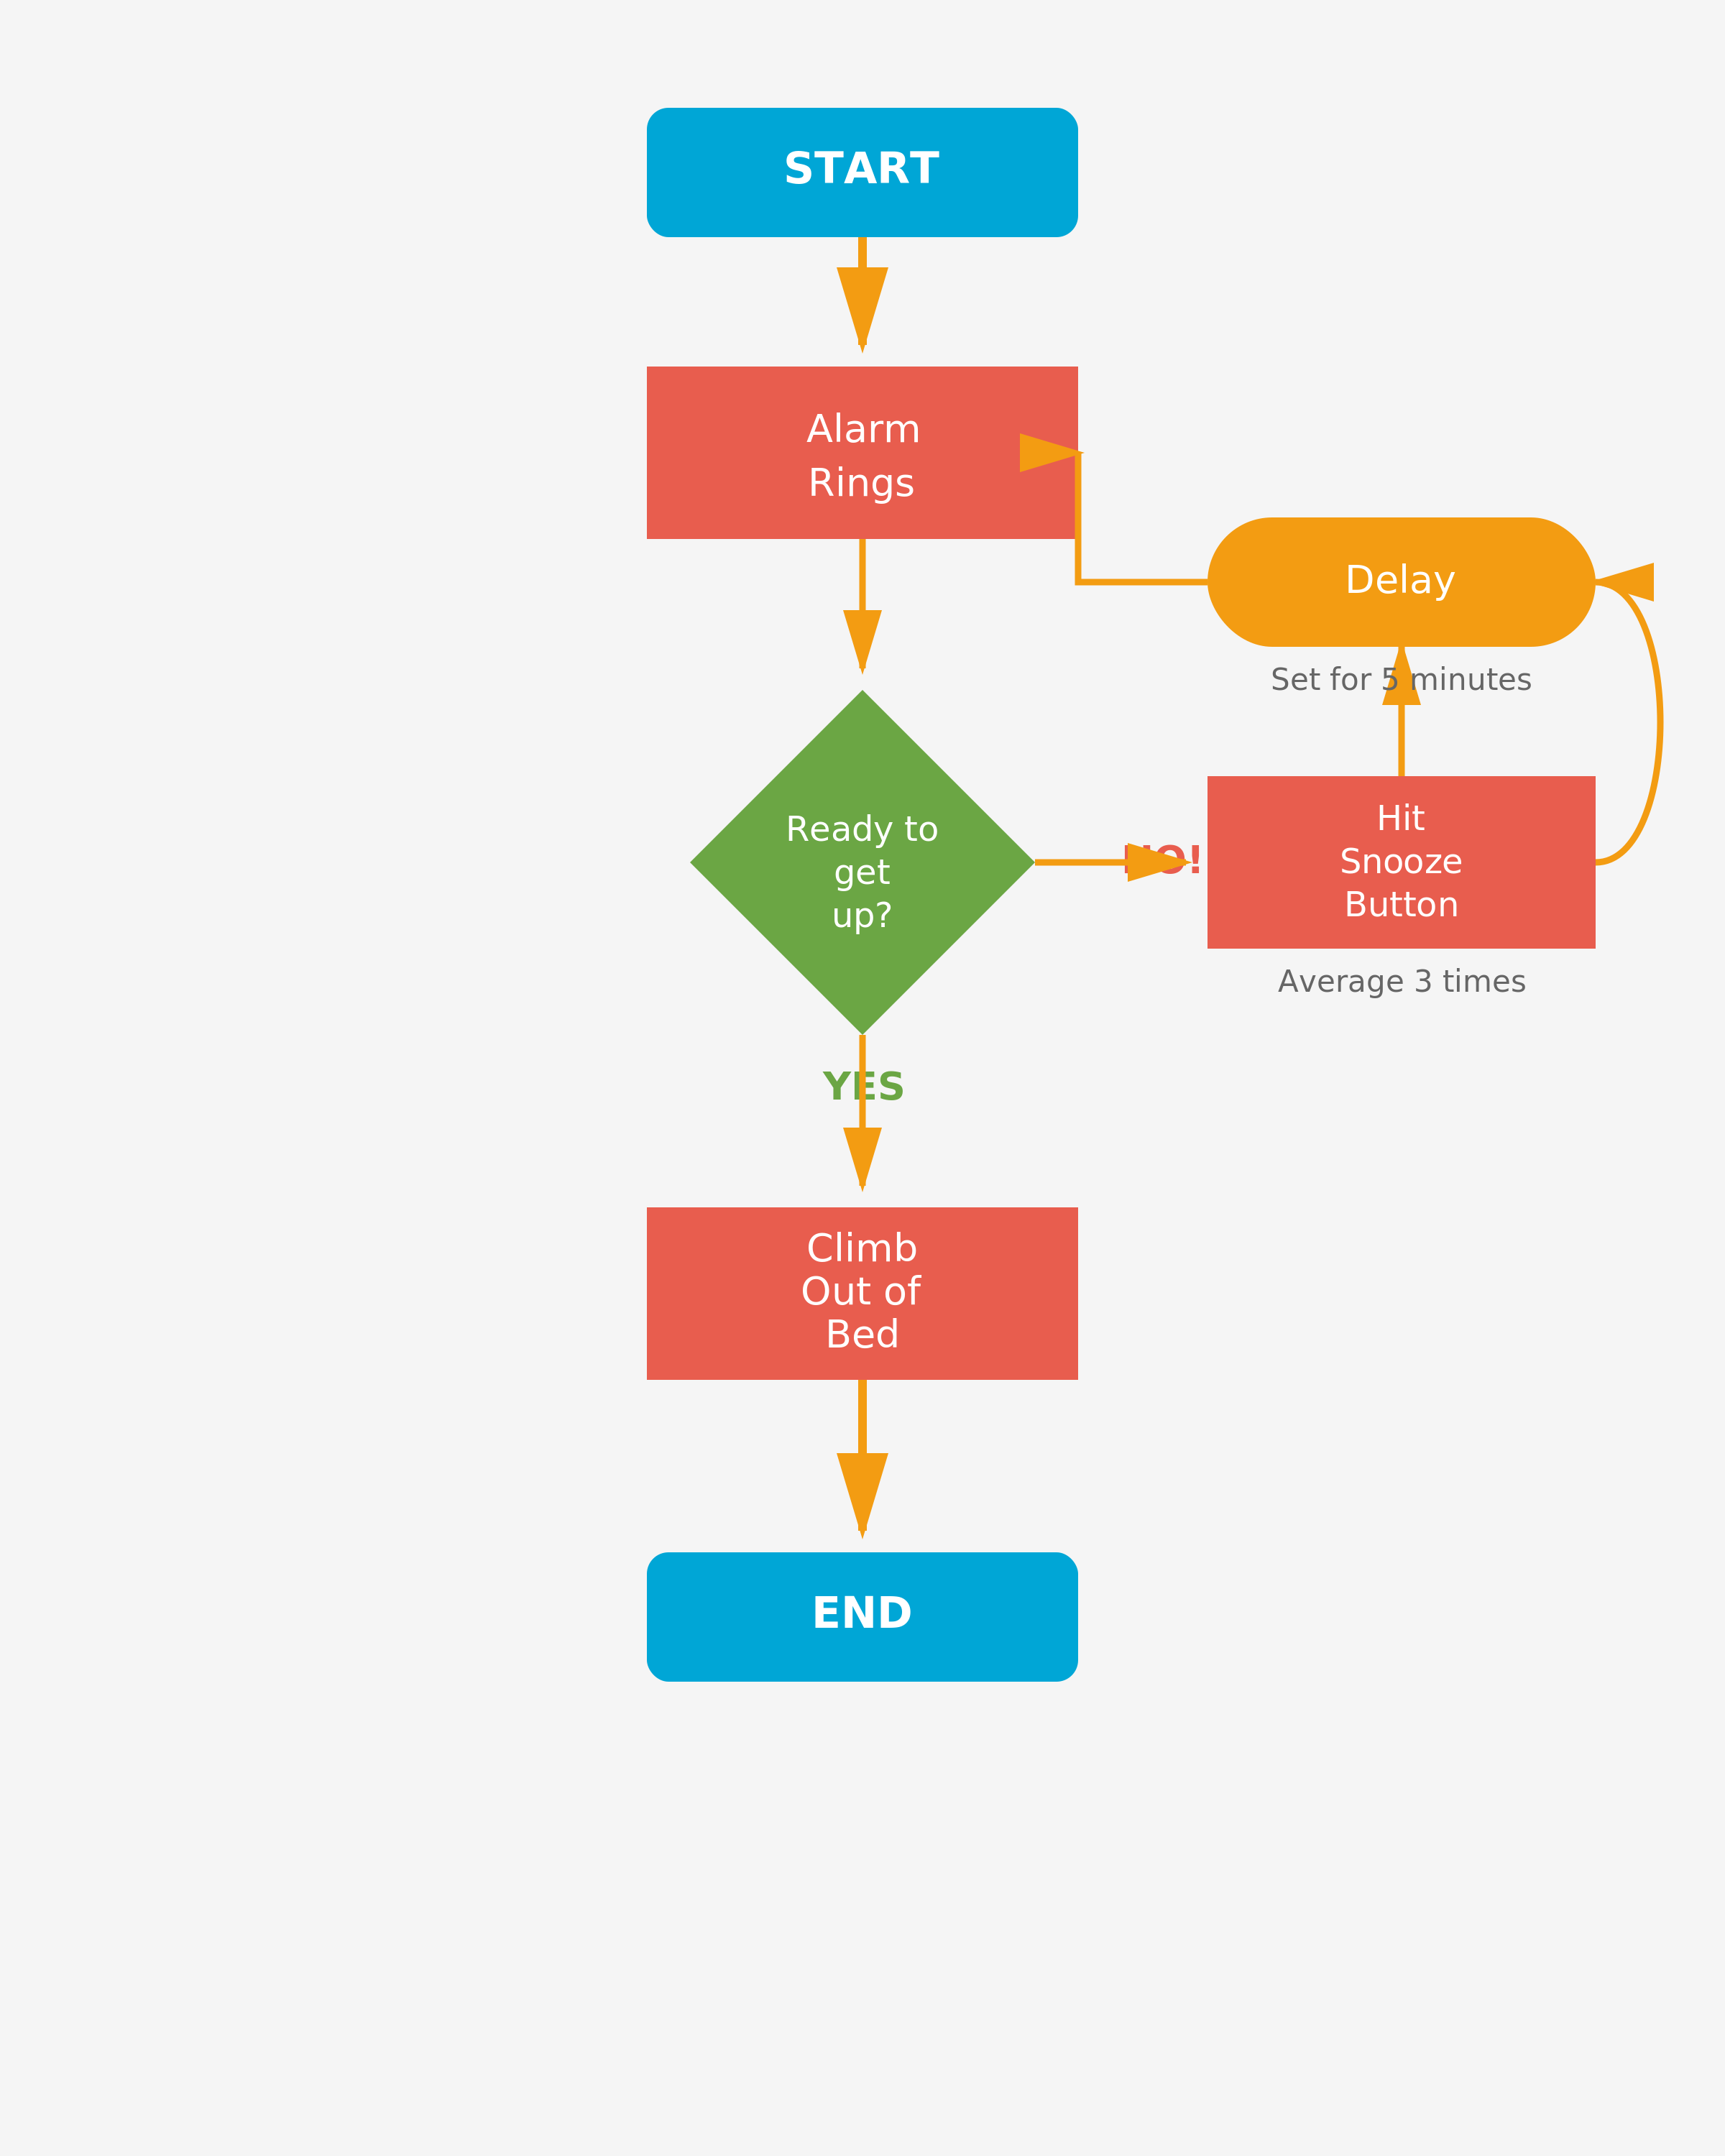 START
Alarm
Rings
Delay
Set for 5 minutes
Ready to
get
up?
NO!
Hit
Snooze
Button
Average 3 times
YES
Climb
Out of
Bed
END